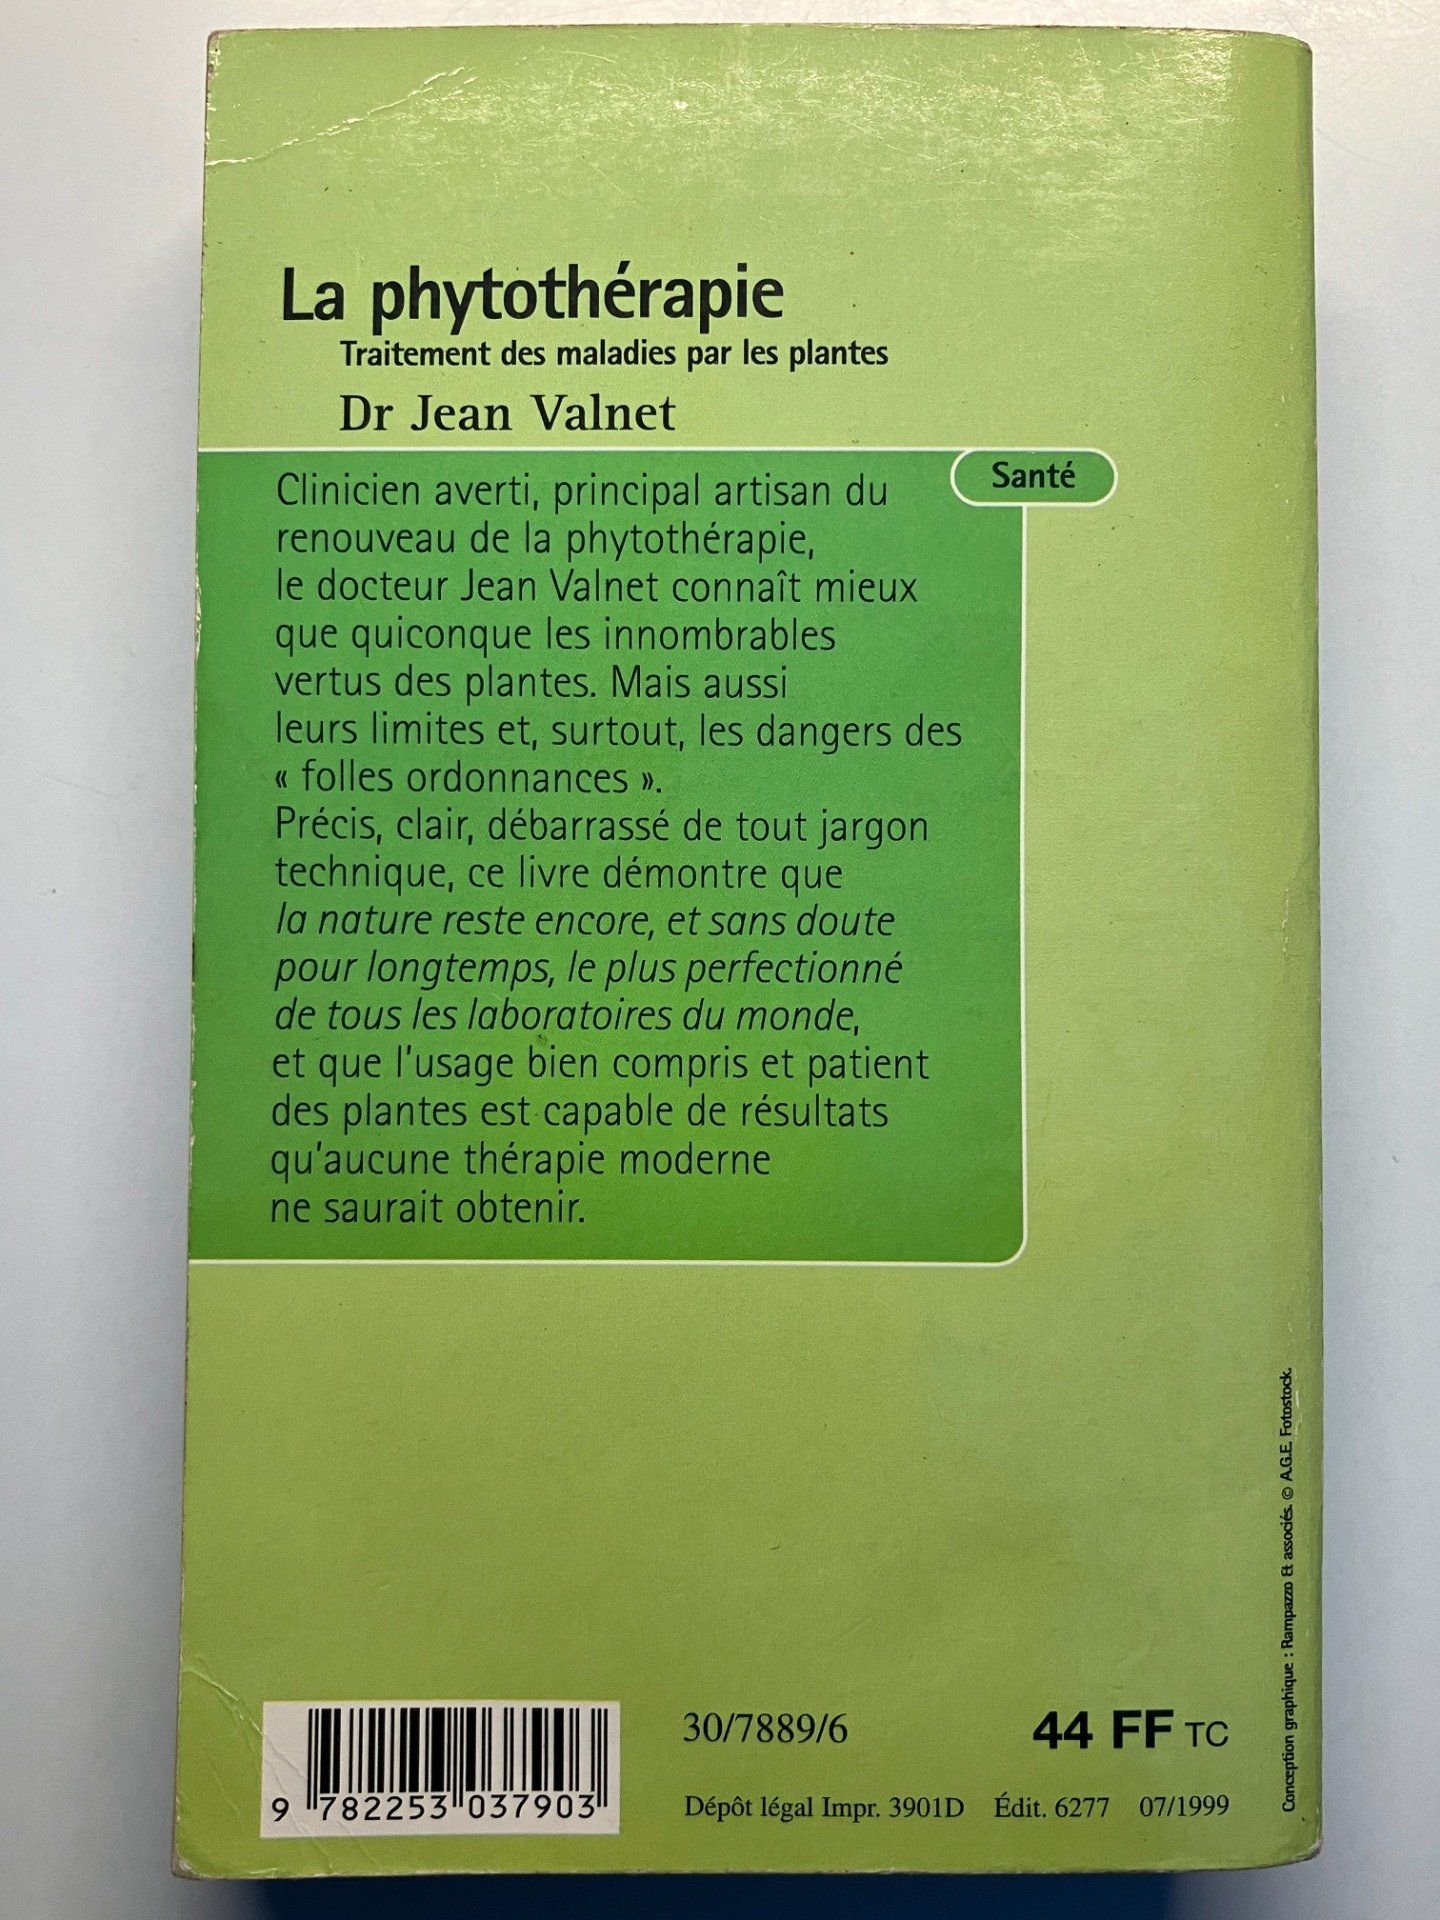 La phytothérapie
Traitement des maladies par les plantes
Dr Jean Valnet
Santé
Clinicien averti, principal artisan du
renouveau de la phytothérapie,
le docteur Jean Valnet connaît mieux
que quiconque les innombrables
vertus des plantes. Mais aussi
leurs limites et, surtout, les dangers des
« folles ordonnances ».
Précis, clair, débarrassé de tout jargon
technique, ce livre démontre que
la nature reste encore, et sans doute
pour longtemps, le plus perfectionné
de tous les laboratoires du monde,
et que l'usage bien compris et patient
des plantes est capable de résultats
qu'aucune thérapie moderne
ne saurait obtenir.
Conception graphique : Rampazzo Et associés. © A.G.E. Fotostock.
9 782253 037903
30/7889/6
44 FF TC
Dépôt légal Impr. 3901D Édit. 6277 07/1999